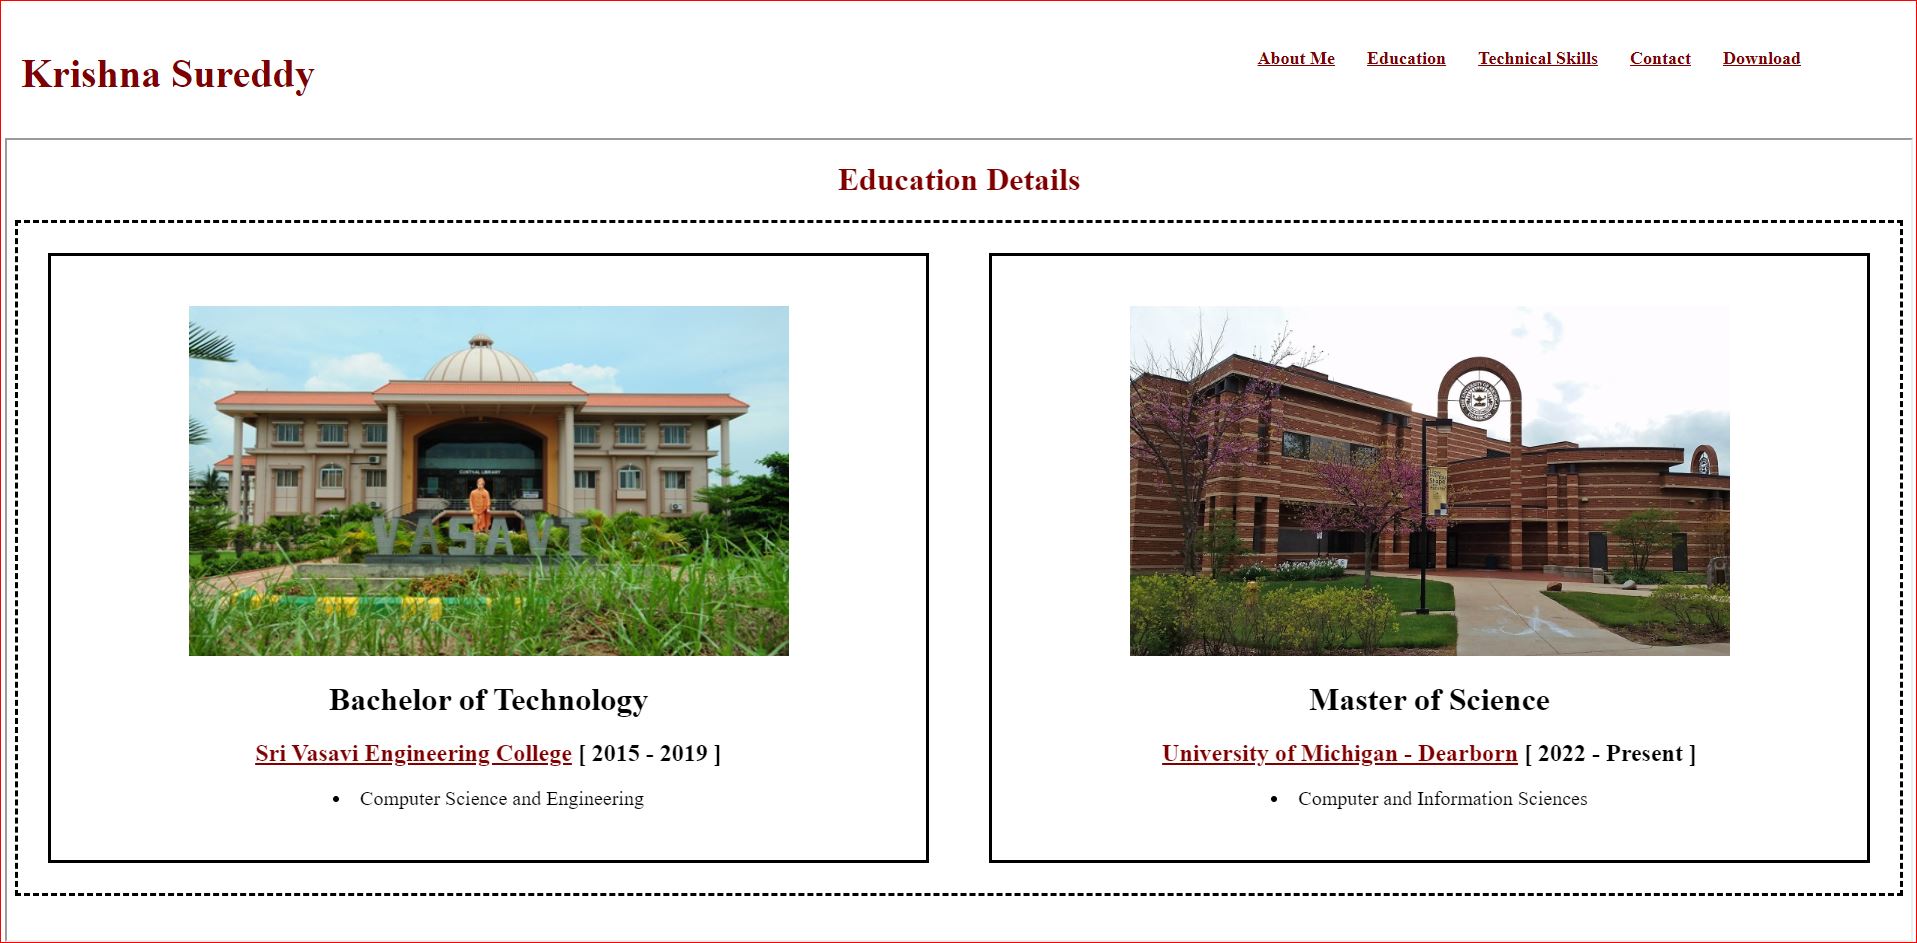 Krishna Sureddy
About Me Education Technical Skills Contact Download
Education Details
CENTRAL LIBRARY
VASAVI
Bachelor of Technology
Sri Vasavi Engineering College [ 2015 - 2019 ]
• Computer Science and Engineering
Master of Science
University of Michigan - Dearborn [ 2022 - Present ]
• Computer and Information Sciences